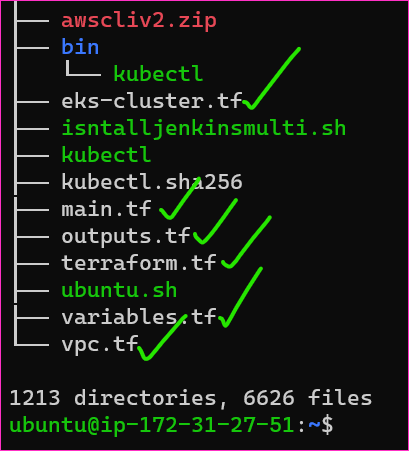 awscliv2.zip
bin
kubectl
eks-cluster.tf
isntalljenkinsmulti.sh
kubectl
kubectl.sha256
main.tf
outputs.tf
terraform.tf
ubuntu.sh
variables.tf
vpc.tf
1213 directories, 6626 files
ubuntu@ip-172-31-27-51:~$